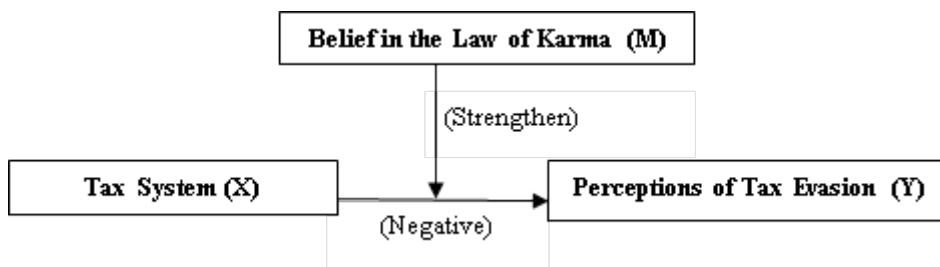 Belief in the Law of Karma (M)
(Strengthen)
Tax System (X)
Perceptions of Tax Evasion (Y)
(Negative)